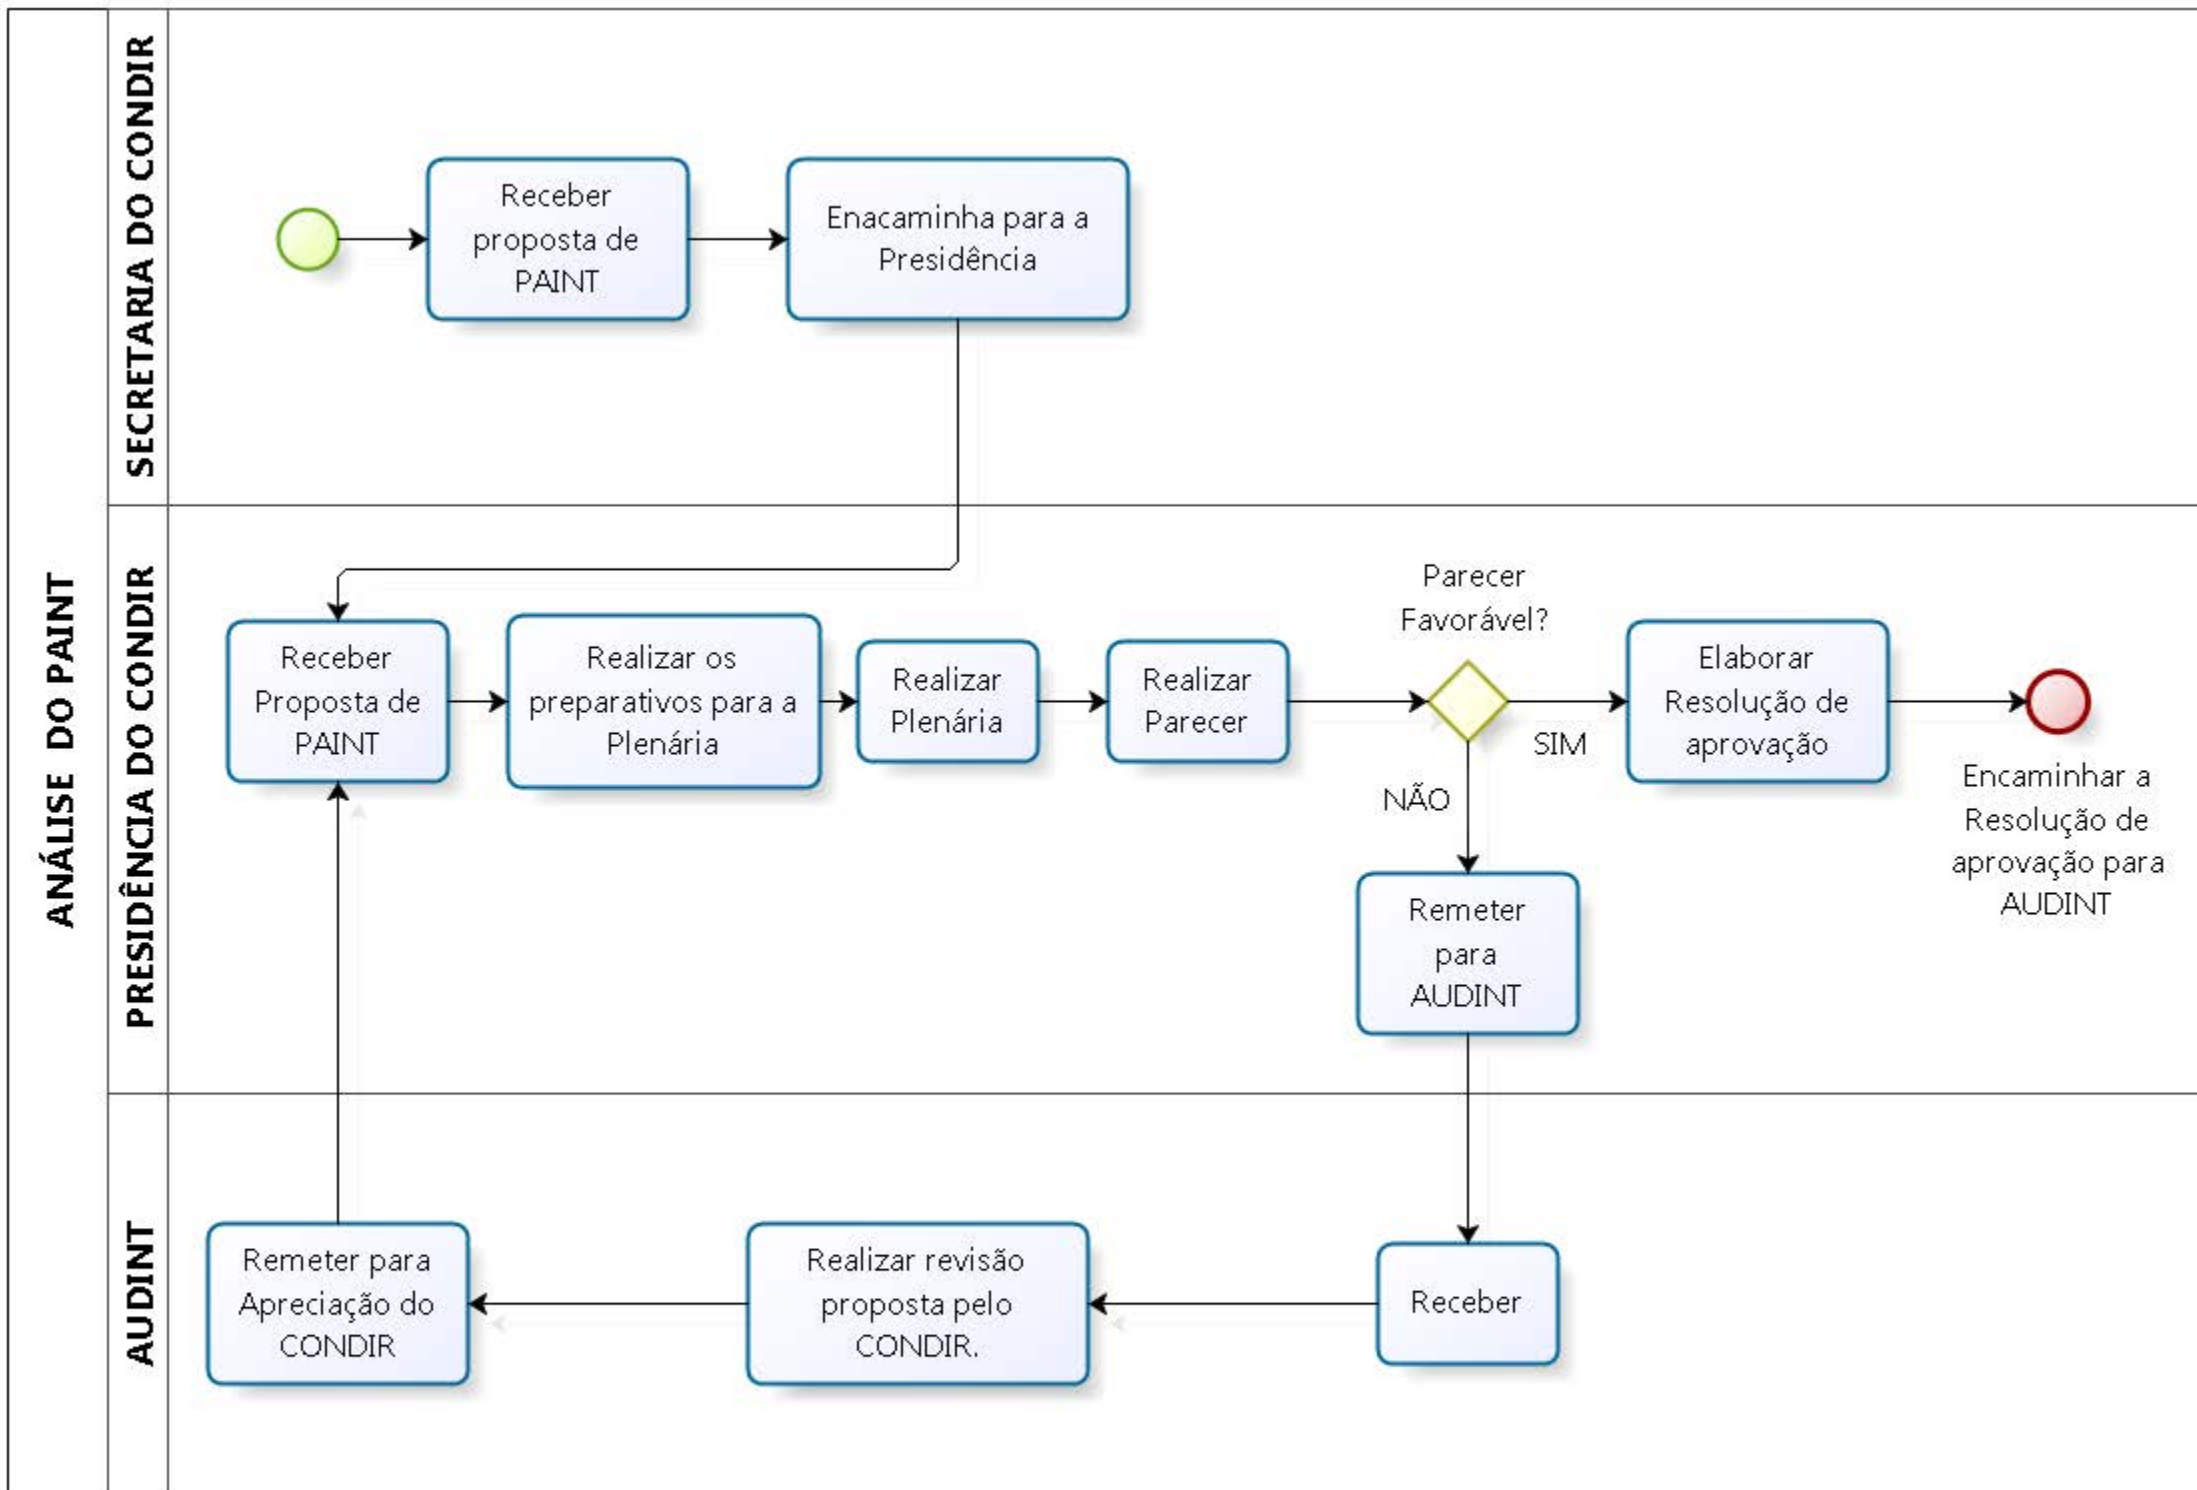 ANÁLISE  DO PAINT
SECRETARIA DO CONDIR
Receber
proposta de
PAINT
Enacaminha para a
Presidência
PRESIDÊNCIA DO CONDIR
Receber
Proposta de
PAINT
Realizar os
preparativos para a
Plenária
Realizar
Plenária
Realizar
Parecer
Parecer
Favorável?
SIM
NÃO
Elaborar
Resolução de
aprovação
Encaminhar a
Resolução de
aprovação para
AUDINT
Remeter
para
AUDINT
AUDINT
Receber
Realizar revisão
proposta pelo
CONDIR.
Remeter para
Apreciação do
CONDIR